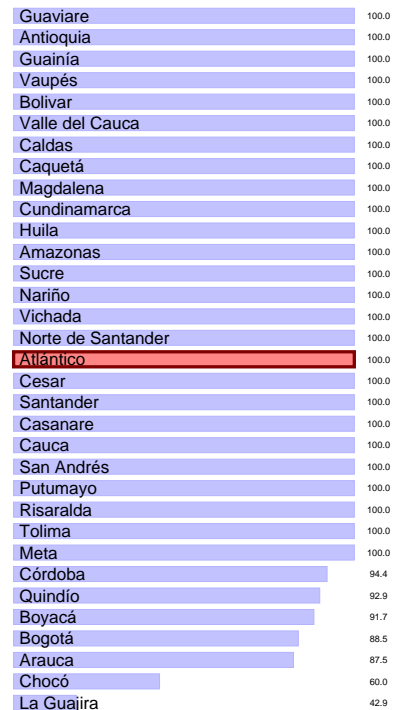 Guaviare 100.0
Antioquia 100.0
Guainía 100.0
Vaupés 100.0
Bolivar 100.0
Valle del Cauca 100.0
Caldas 100.0
Caquetá 100.0
Magdalena 100.0
Cundinamarca 100.0
Huila 100.0
Amazonas 100.0
Sucre 100.0
Nariño 100.0
Vichada 100.0
Norte de Santander 100.0
Atlántico 100.0
Cesar 100.0
Santander 100.0
Casanare 100.0
Cauca 100.0
San Andrés 100.0
Putumayo 100.0
Risaralda 100.0
Tolima 100.0
Meta 100.0
Córdoba 94.4
Quindío 92.9
Boyacá 91.7
Bogotá 88.5
Arauca 87.5
Chocó 60.0
La Guajira 42.9